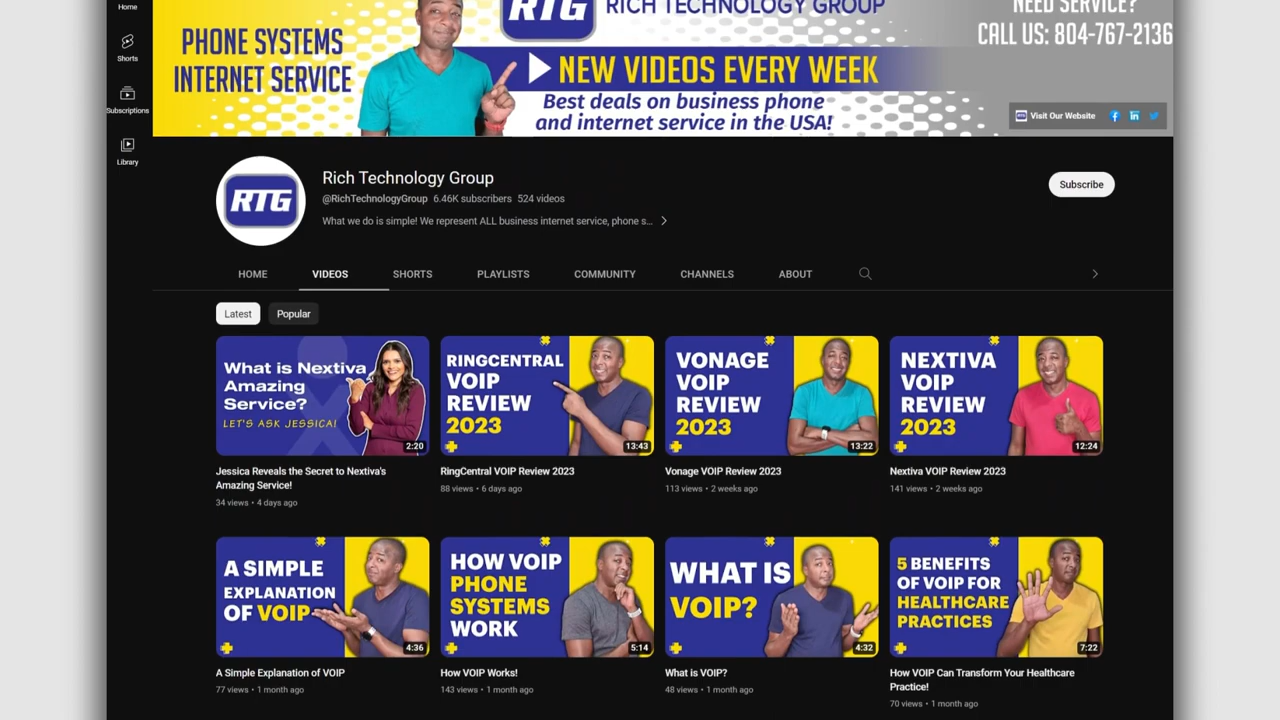 Home
Shorts
Subscriptions
Library
PHONE SYSTEMS
INTERNET SERVICE
RTG
RICH TECHNOLOGY GROUP
NEW VIDEOS EVERY WEEK
Best deals on business phone
and internet service in the USA!
NEED SERVICE?
CALL US: 804-767-2136
Visit Our Website
RTG
Rich Technology Group
@RichTechnologyGroup 6.46K subscribers 524 videos
What we do is simple! We represent ALL business internet service, phone s...
Subscribe
HOME VIDEOS SHORTS PLAYLISTS COMMUNITY CHANNELS ABOUT
Latest Popular
What is Nextiva
Amazing
Service?
LET'S ASK JESSICA!
2:20
Jessica Reveals the Secret to Nextiva's
Amazing Service!
34 views • 4 days ago
RINGCENTRAL
VOIP
REVIEW
2023
13:43
RingCentral VOIP Review 2023
88 views • 6 days ago
VONAGE
VOIP
REVIEW
2023
13:22
Vonage VOIP Review 2023
113 views • 2 weeks ago
NEXTIVA
VOIP
REVIEW
2023
12:24
Nextiva VOIP Review 2023
141 views • 2 weeks ago
A SIMPLE
EXPLANATION
OF VOIP
4:36
A Simple Explanation of VOIP
77 views • 1 month ago
HOW VOIP
PHONE
SYSTEMS
WORK
5:14
How VOIP Works!
143 views • 1 month ago
WHAT IS
VOIP?
4:32
What is VOIP?
48 views • 1 month ago
5 BENEFITS
OF VOIP FOR
HEALTHCARE
PRACTICES
7:22
How VOIP Can Transform Your Healthcare
Practice!
70 views • 1 month ago